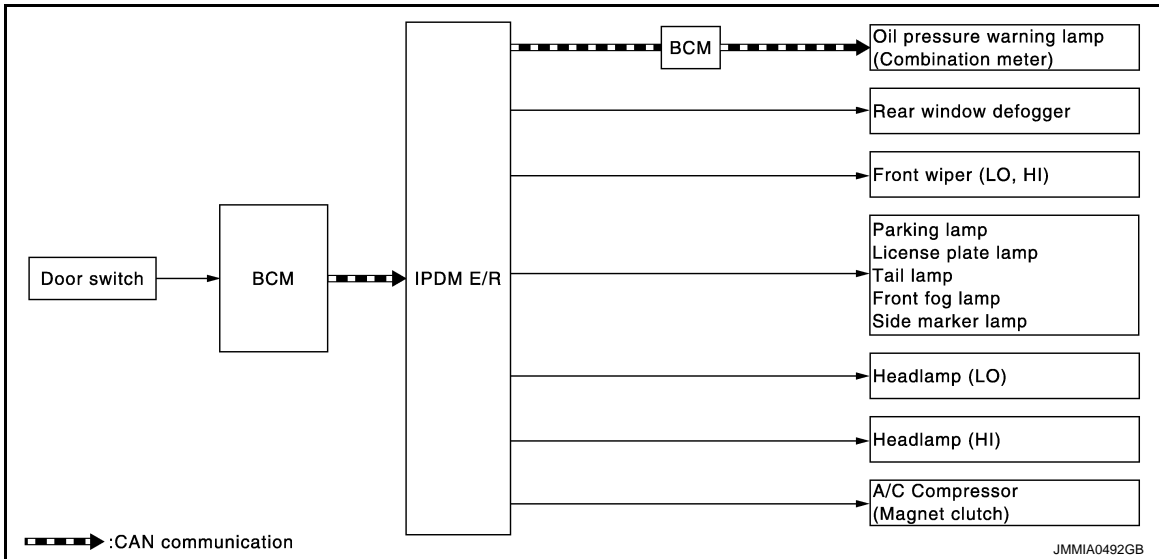 BCM
Oil pressure warning lamp
(Combination meter)
Rear window defogger
Front wiper (LO, HI)
Parking lamp
License plate lamp
Tail lamp
Front fog lamp
Side marker lamp
Door switch
BCM
IPDM E/R
Headlamp (LO)
Headlamp (HI)
A/C Compressor
(Magnet clutch)
:CAN communication
JMMIA0492GB